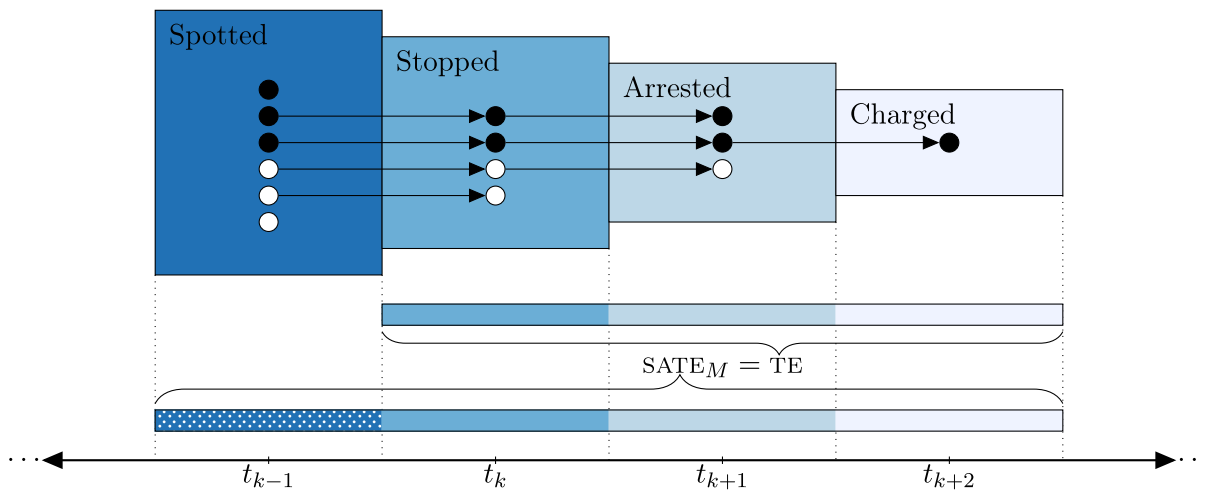 Spotted
Stopped
Arrested
Charged
SATE_M = TE
··· ··
t_{k−1} t_k t_{k+1} t_{k+2}